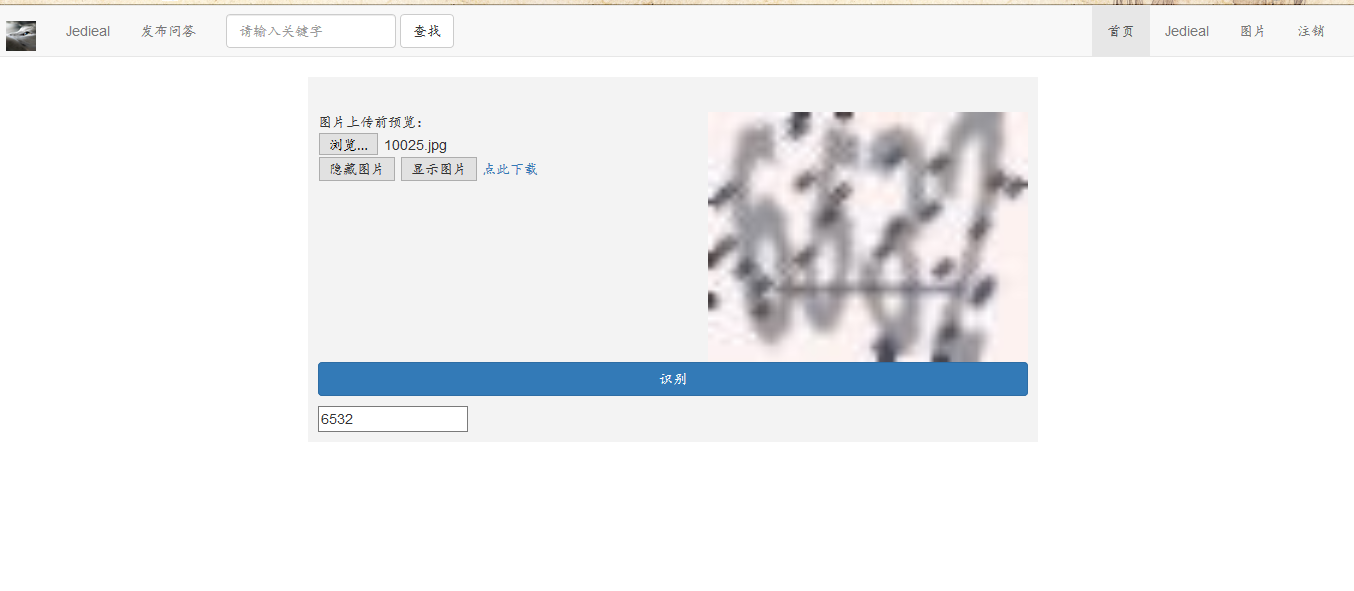 Jedieal 发布问答 请输入关键字 查找 首页 Jedieal 图片 注销
图片上传前预览:
浏览... 10025.jpg
隐藏图片 显示图片 点此下载
识别
6532